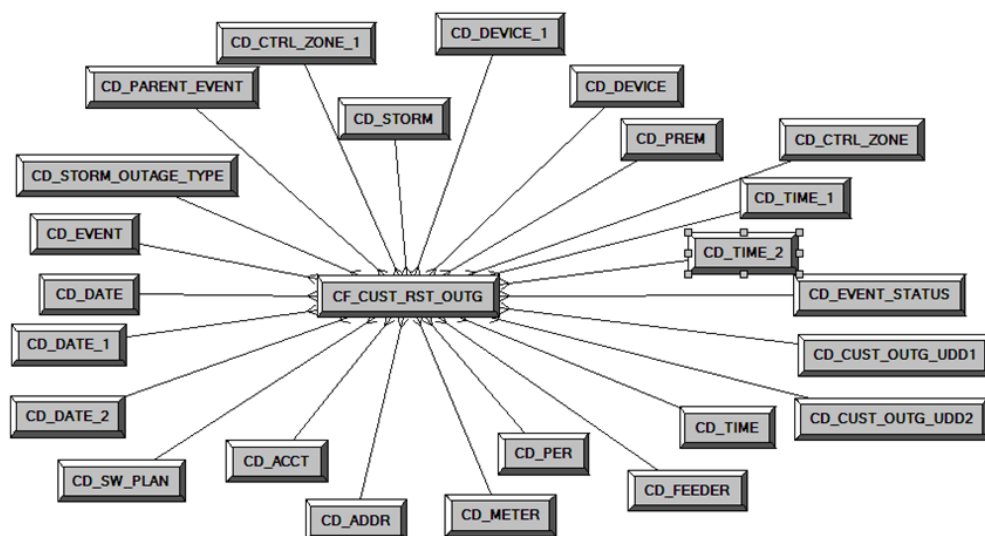 CD_DEVICE_1
CD_CTRL_ZONE_1
CD_PARENT_EVENT
CD_DEVICE
CD_STORM
CD_PREM
CD_CTRL_ZONE
CD_STORM_OUTAGE_TYPE
CD_TIME_1
CD_EVENT
CD_TIME_2
CD_DATE
CF_CUST_RST_OUTG
CD_EVENT_STATUS
CD_DATE_1
CD_CUST_OUTG_UDD1
CD_DATE_2
CD_CUST_OUTG_UDD2
CD_TIME
CD_ACCT
CD_PER
CD_SW_PLAN
CD_FEEDER
CD_ADDR
CD_METER